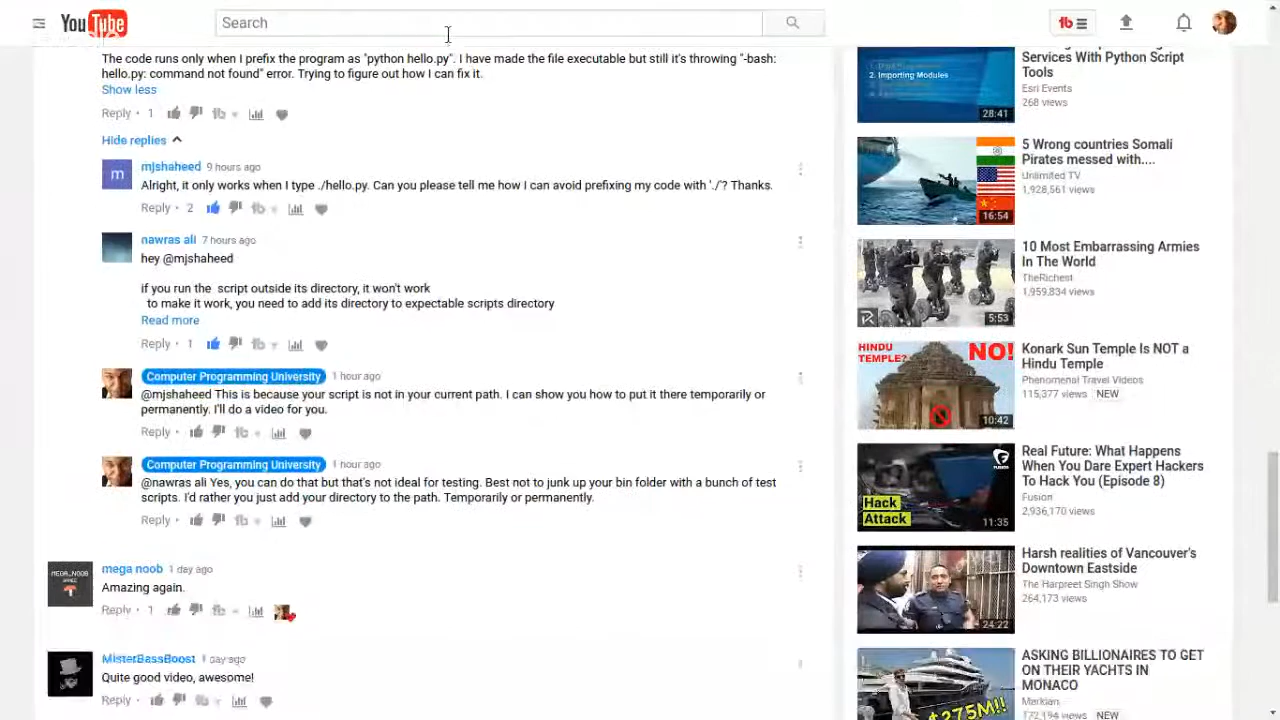 YouTube
Search
The code runs only when I prefix the program as "python hello.py". I have made the file executable but still it's throwing "-bash:
hello.py: command not found" error. Trying to figure out how I can fix it.
Show less
Reply · 1
Hide replies
m
mjshaheed 9 hours ago
Alright, it only works when I type ./hello.py. Can you please tell me how I can avoid prefixing my code with './'? Thanks.
Reply · 2
nawras ali 7 hours ago
hey @mjshaheed
if you run the script outside its directory, it won't work
to make it work, you need to add its directory to expectable scripts directory
Read more
Reply · 1
Computer Programming University 1 hour ago
@mjshaheed This is because your script is not in your current path. I can show you how to put it there temporarily or
permanently. I'll do a video for you.
Reply ·
Computer Programming University 1 hour ago
@nawras ali Yes, you can do that but that's not ideal for testing. Best not to junk up your bin folder with a bunch of test
scripts. I'd rather you just add your directory to the path. Temporarily or permanently.
Reply ·
MEGA_NOOB
mega noob 1 day ago
Amazing again.
Reply · 1
MisterBassBoost 1 day ago
Quite good video, awesome!
Reply ·
2. Importing Modules
28:41
Services With Python Script
Tools
Esri Events
268 views
16:54
5 Wrong countries Somali
Pirates messed with....
Unlimited TV
1,928,561 views
5:53
10 Most Embarrassing Armies
In The World
TheRichest
1,959,834 views
HINDU
TEMPLE?
NO!
10:42
Konark Sun Temple Is NOT a
Hindu Temple
Phenomenal Travel Videos
115,377 views NEW
Hack
Attack
11:35
Real Future: What Happens
When You Dare Expert Hackers
To Hack You (Episode 8)
Fusion
2,936,170 views
24:22
Harsh realities of Vancouver's
Downtown Eastside
The Harpreet Singh Show
264,173 views
$275M!!
ASKING BILLIONAIRES TO GET
ON THEIR YACHTS IN
MONACO
172,194 views NEW